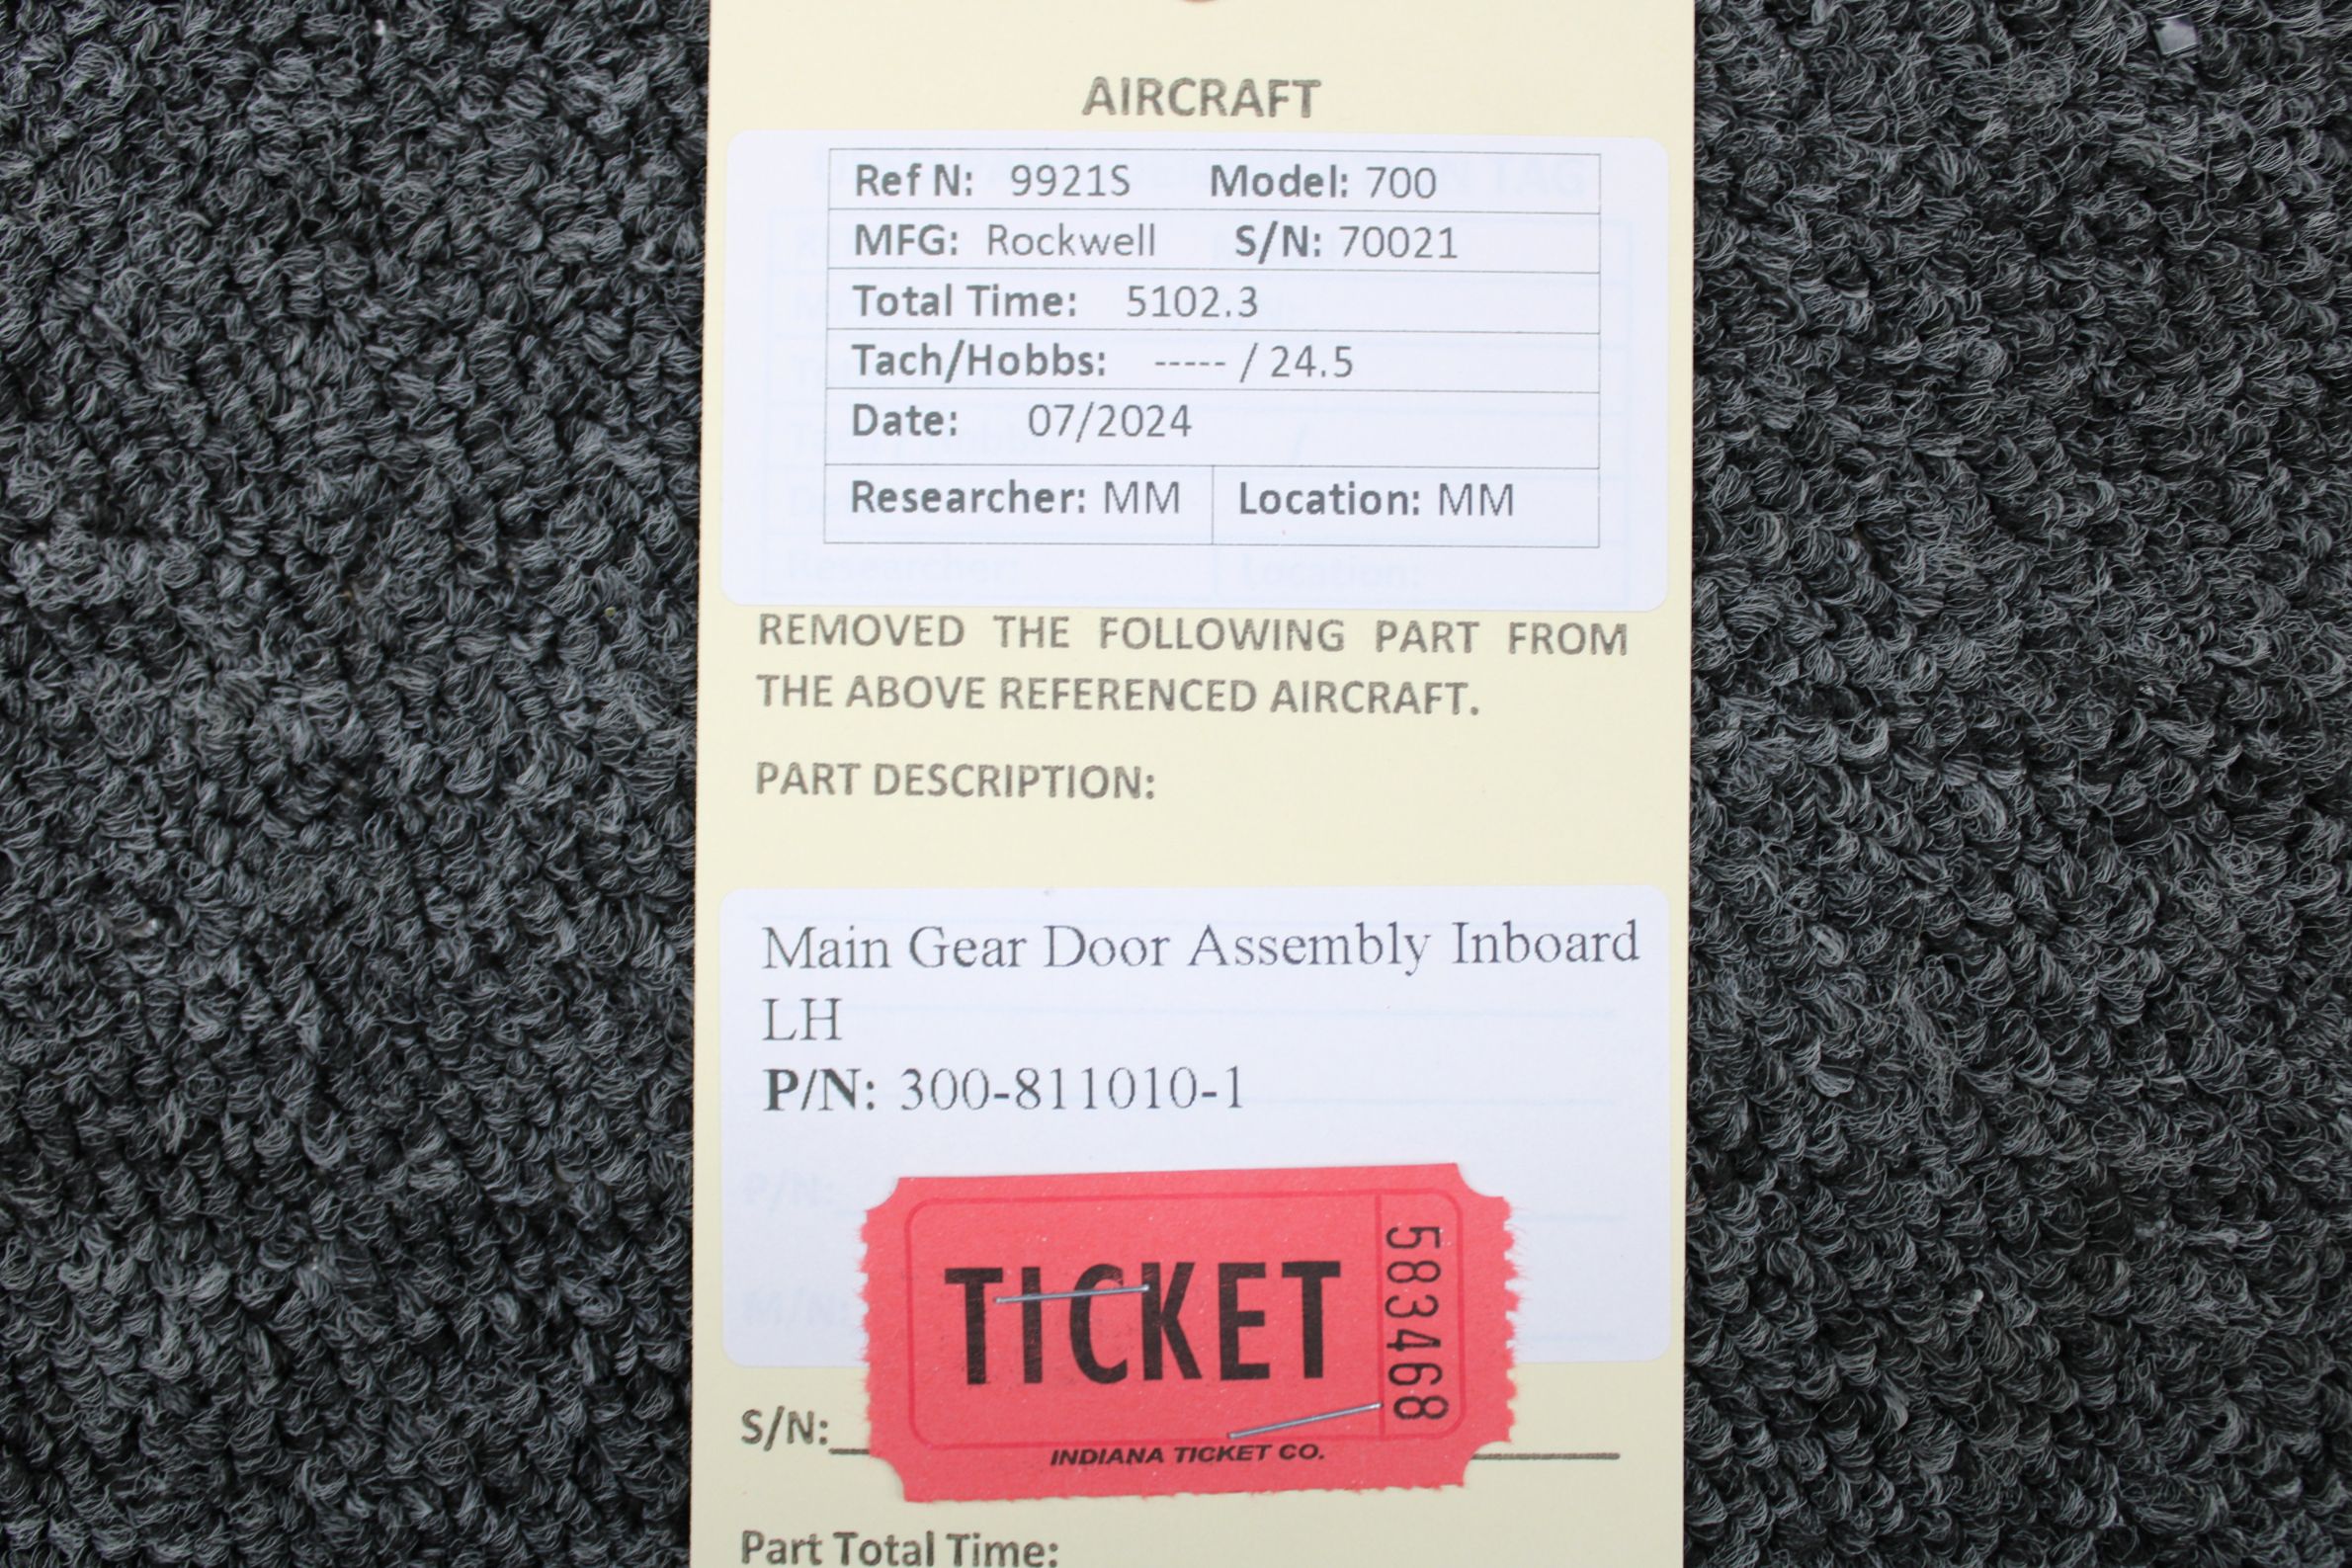 AIRCRAFT
Ref N: 9921S Model: 700
MFG: Rockwell S/N: 70021
Total Time: 5102.3
Tach/Hobbs: ----- / 24.5
Date: 07/2024
Researcher: MM Location: MM
REMOVED THE FOLLOWING PART FROM
THE ABOVE REFERENCED AIRCRAFT.
PART DESCRIPTION:
Main Gear Door Assembly Inboard
LH
P/N: 300-811010-1
P/N:
M/N:
TICKET
583468
INDIANA TICKET CO.
S/N:
Part Total Time: